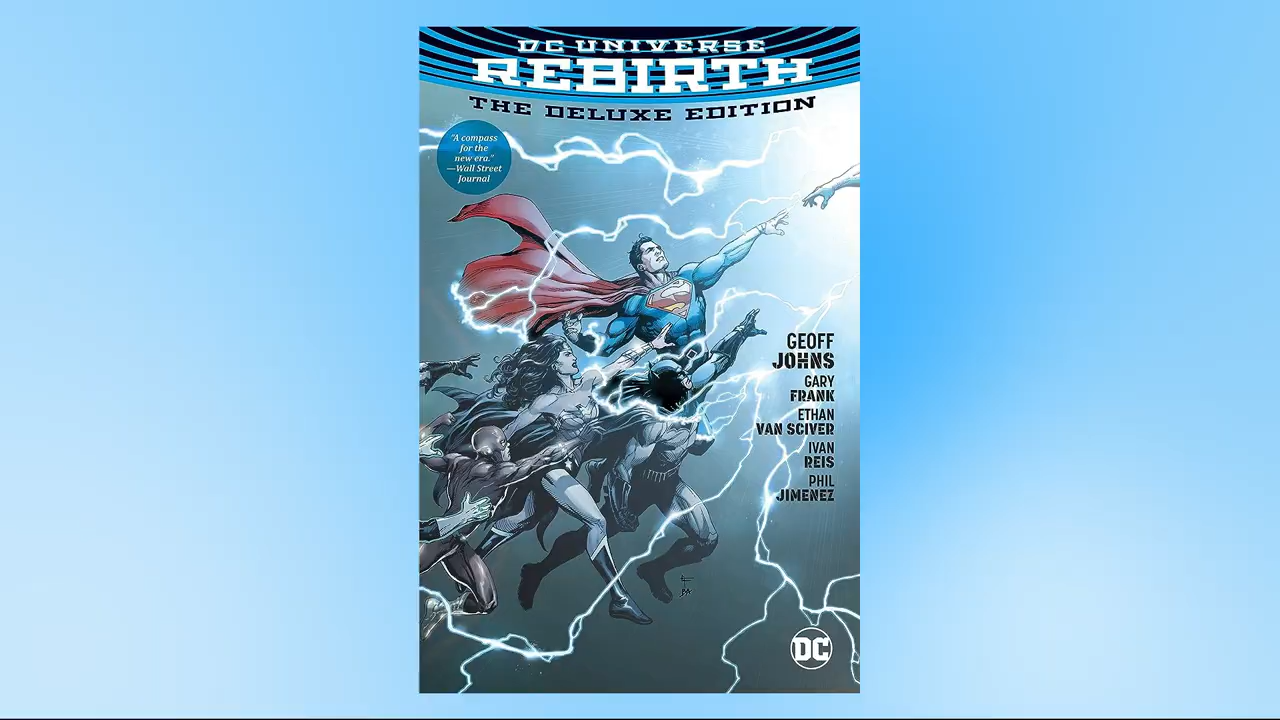 DC UNIVERSE
REBIRTH
THE DELUXE EDITION
"A compass
for the
new era."
—Wall Street
Journal
GEOFF
JOHNS
GARY
FRANK
ETHAN
VAN SCIVER
IVAN
REIS
PHIL
JIMENEZ
DC